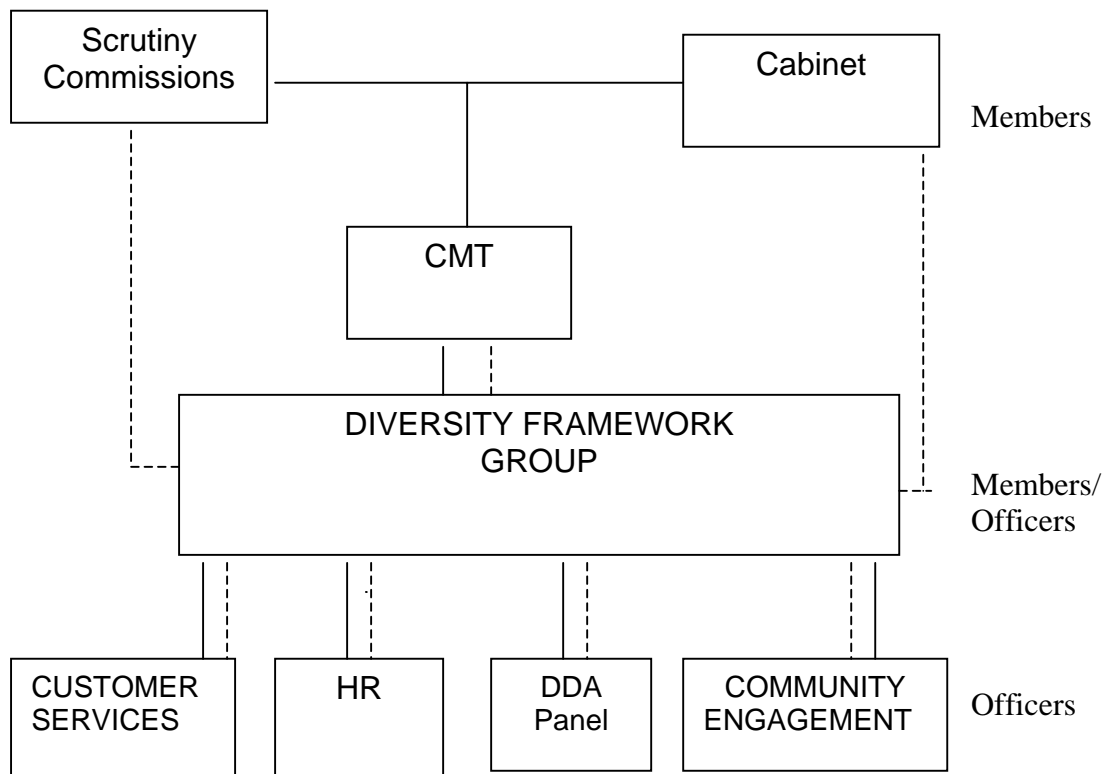 Scrutiny
Commissions
Cabinet
Members
CMT
DIVERSITY FRAMEWORK
GROUP
Members/
Officers
CUSTOMER
SERVICES
HR
DDA
Panel
COMMUNITY
ENGAGEMENT
Officers